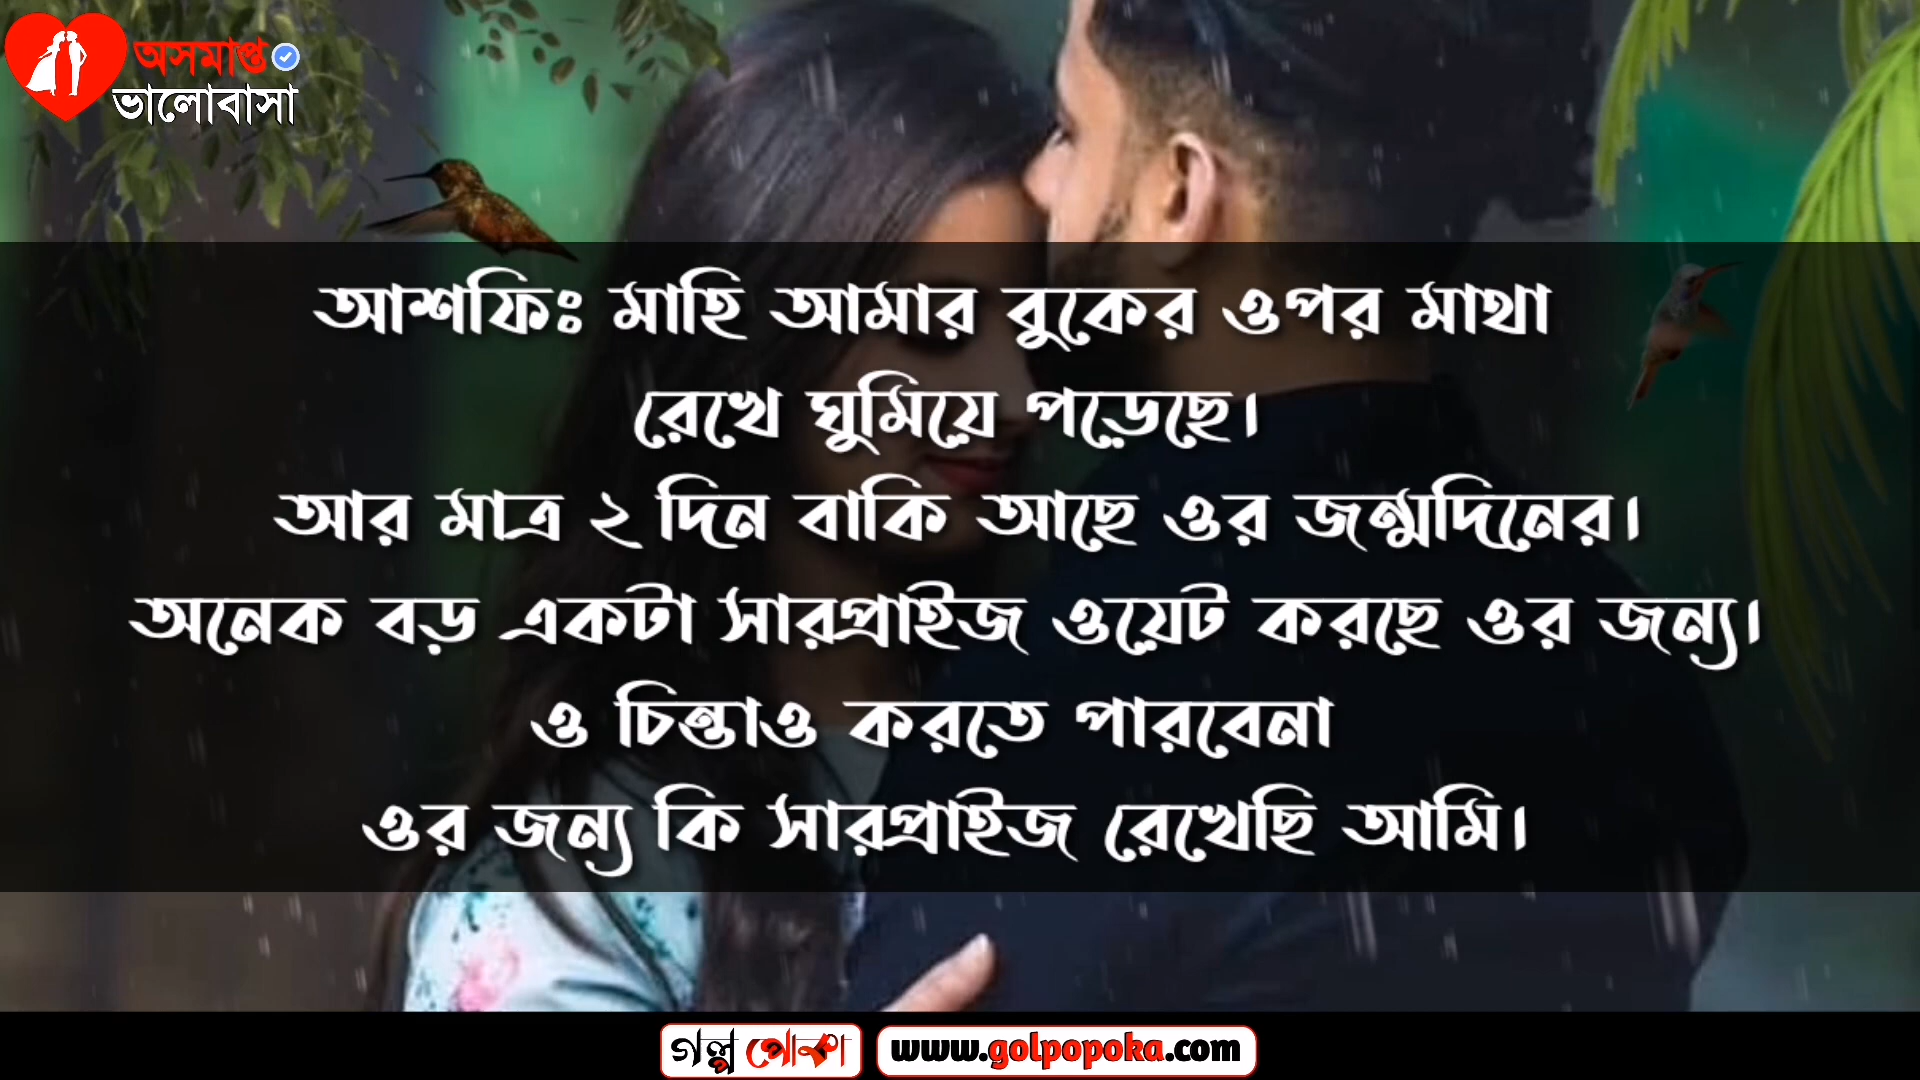 অসমাপ্ত
ভালোবাসা
আশফিঃ মাহি আমার বুকের ওপর মাথা
রেখে ঘুমিয়ে পড়েছে।
আর মাত্র ২ দিন বাকি আছে ওর জন্মদিনের।
অনেক বড় একটা সারপ্রাইজ ওয়েট করছে ওর জন্য।
ও চিন্তাও করতে পারবেনা
ওর জন্য কি সারপ্রাইজ রেখেছি আমি।
গল্প পোকা
www.golpopoka.com